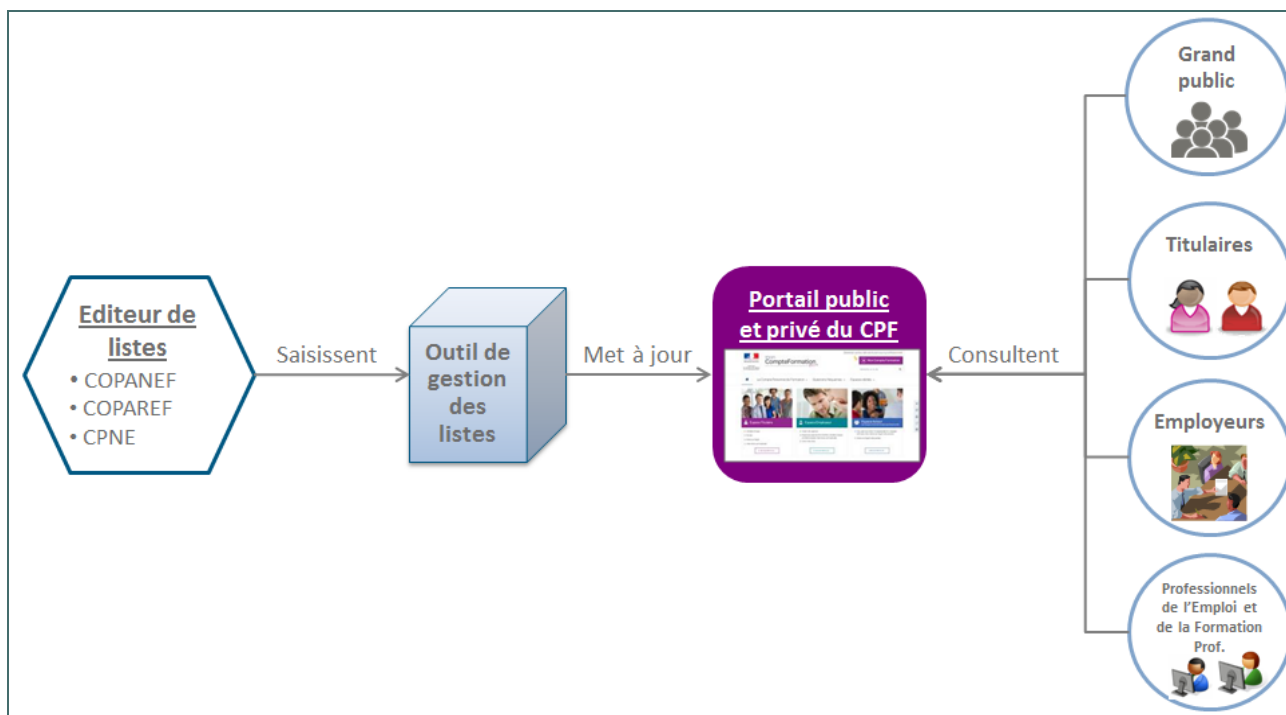 Grand
public
Titulaires
Editeur de
listes
• COPANEF
• COPAREF
• CPNE
Saisissent
Outil de
gestion
des
listes
Met à jour
Portail public
et privé du CPF
CompteFormation
Consultent
Employeurs
Professionnels
de l'Emploi et
de la Formation
Prof.